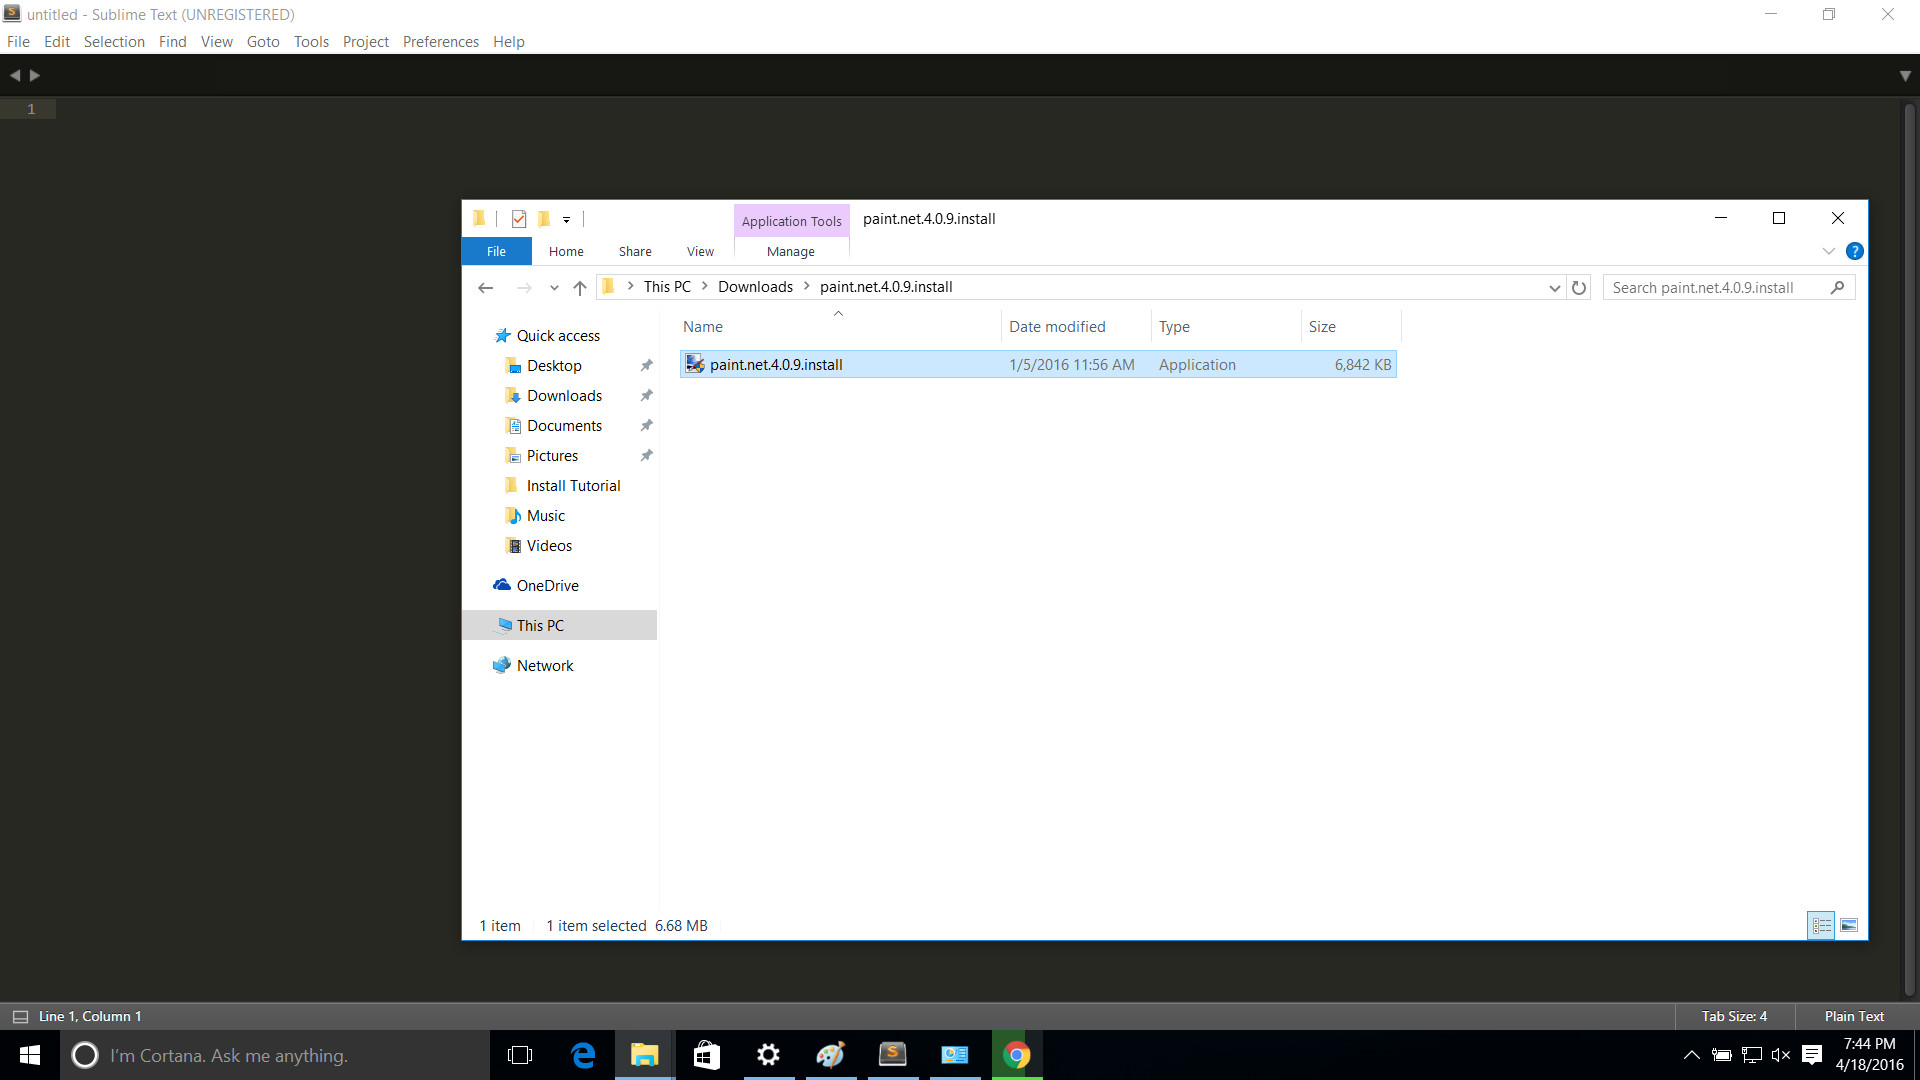 untitled - Sublime Text (UNREGISTERED)
File Edit Selection Find View Goto Tools Project Preferences Help
1
Application Tools paint.net.4.0.9.install
File Home Share View Manage
This PC Downloads paint.net.4.0.9.install Search paint.net.4.0.9.install
Name Date modified Type Size
paint.net.4.0.9.install 1/5/2016 11:56 AM Application 6,842 KB
Quick access
Desktop
Downloads
Documents
Pictures
Install Tutorial
Music
Videos
OneDrive
This PC
Network
1 item 1 item selected 6.68 MB
Line 1, Column 1 Tab Size: 4 Plain Text
I'm Cortana. Ask me anything.
7:44 PM
4/18/2016